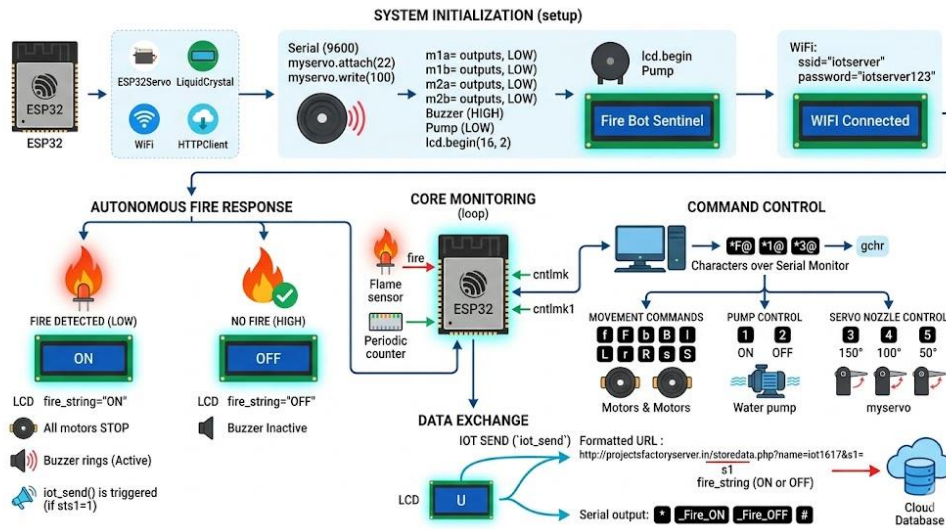 SYSTEM INITIALIZATION (setup)
ESP32
ESP32
ESP32Servo
LiquidCrystal
WiFi
HTTPClient
Serial (9600)
myservo.attach(22)
myservo.write(100)
m1a= outputs, LOW)
m1b= outputs, LOW)
m2a= outputs, LOW)
m2b= outputs, LOW)
Buzzer (HIGH)
Pump (LOW)
lcd.begin(16, 2)
lcd.begin
Pump
Fire Bot Sentinel
WiFi:
ssid="iotserver"
password="iotserver123"
WIFI Connected
AUTONOMOUS FIRE RESPONSE
FIRE DETECTED (LOW)
ON
LCD fire_string="ON"
All motors STOP
Buzzer rings (Active)
iot_send() is triggered
(if sts1=1)
NO FIRE (HIGH)
OFF
LCD fire_string="OFF"
Buzzer Inactive
CORE MONITORING
(loop)
fire
Flame
sensor
Periodic
counter
ESP32
cntlmk
cntlmk1
COMMAND CONTROL
*F@ *1@ *3@
gchr
Characters over Serial Monitor
MOVEMENT COMMANDS
f F b B l
L r R s S
Motors & Motors
PUMP CONTROL
1 2
ON OFF
Water pump
SERVO NOZZLE CONTROL
3 4 5
150° 100° 50°
myservo
DATA EXCHANGE
IOT SEND (`iot_send`)
LCD
U
Formatted URL :
http://projectsfactoryserver.in/storedata.php?name=iot1617&s1=
s1
fire_string (ON or OFF)
Serial output: * _Fire_ON _Fire_OFF #
Cloud
Database